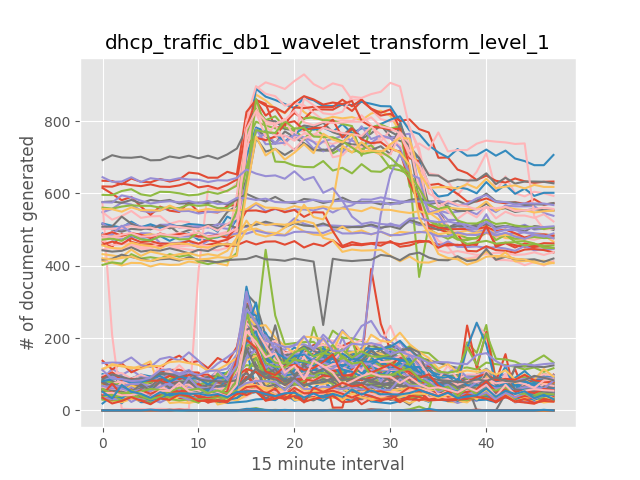 dhcp_traffic_db1_wavelet_transform_level_1
# of document generated
800
600
400
200
0
0 10 20 30 40
15 minute interval